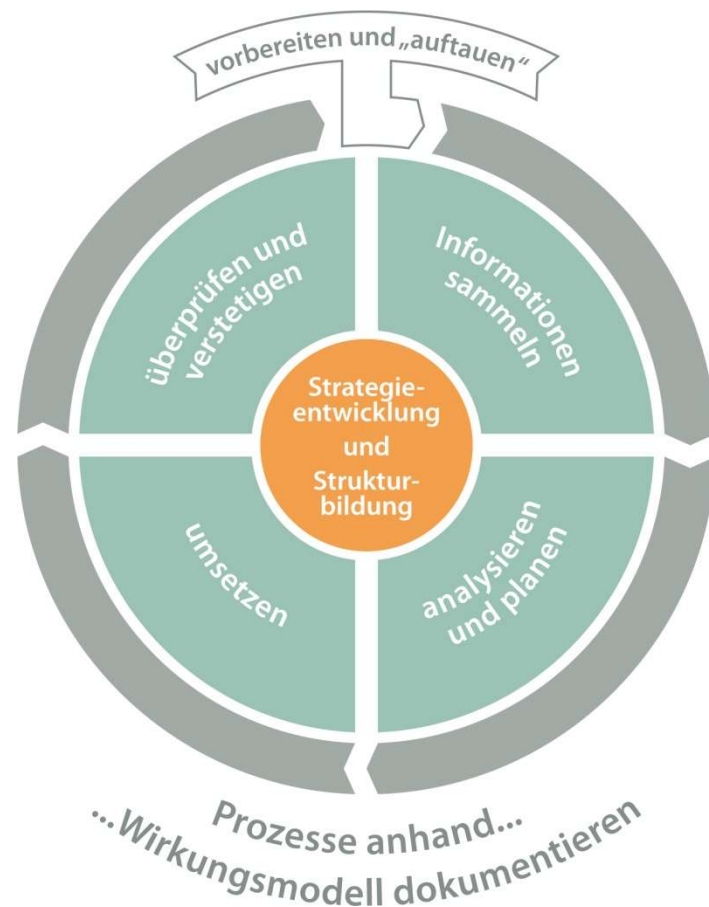 vorbereiten und „auftauen“
Informationen
sammeln
analysieren
und planen
umsetzen
überprüfen und
verstetigen
Strategie-
entwicklung
und
Struktur-
bildung
Prozesse anhand...
...Wirkungsmodell dokumentieren